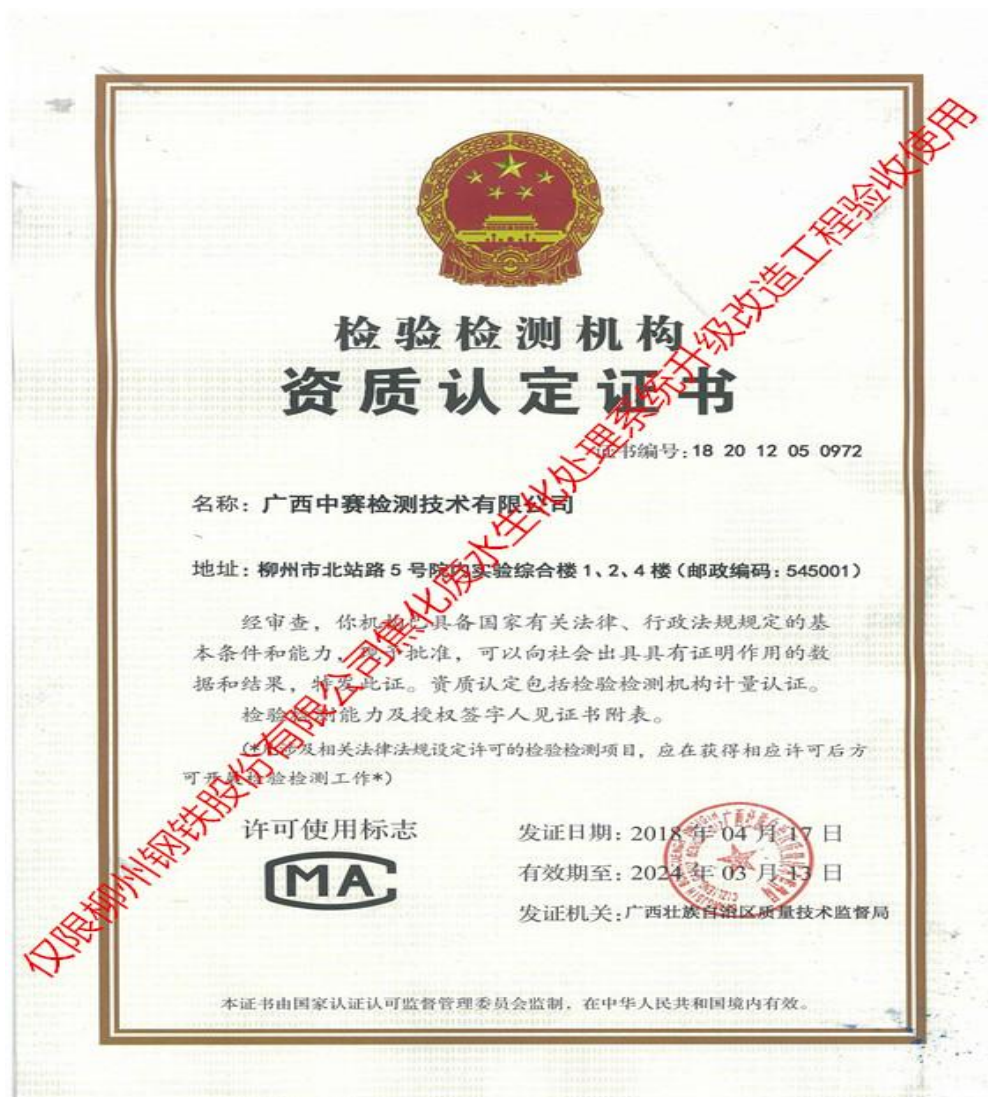 检验检测机构
资质认定证书
证书编号:18 20 12 05 0972
名称:广西中赛检测技术有限公司
地址:柳州市北站路5号院内实验综合楼1、2、4楼(邮政编码:545001)
经审查,你机构已具备国家有关法律、行政法规规定的基
本条件和能力,现予批准,可以向社会出具具有证明作用的数
据和结果,特发此证。资质认定包括检验检测机构计量认证。
检验检测能力及授权签字人见证书附表。
(*凡涉及相关法律法规设定许可的检验检测项目,应在获得相应许可后方
可开展检验检测工作*)
许可使用标志
MA
发证日期:2018年04月17日
有效期至:2024年03月13日
发证机关:广西壮族自治区质量技术监督局
本证书由国家认证认可监督管理委员会监制,在中华人民共和国境内有效。
仅限柳州钢铁股份有限公司焦化废水生化处理系统升级改造工程验收使用